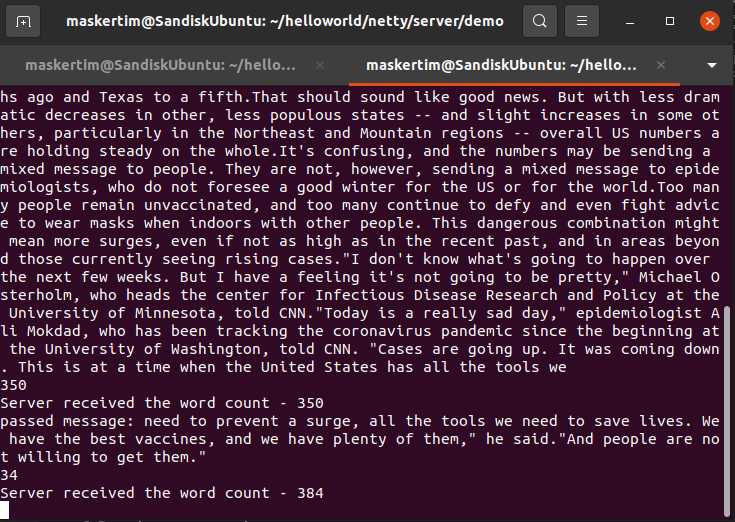 maskertim@SandiskUbuntu: ~/helloworld/netty/server/demo
maskertim@SandiskUbuntu: ~/hello...
maskertim@SandiskUbuntu: ~/hello...
hs ago and Texas to a fifth.That should sound like good news. But with less dram
atic decreases in other, less populous states -- and slight increases in some ot
hers, particularly in the Northeast and Mountain regions -- overall US numbers a
re holding steady on the whole.It's confusing, and the numbers may be sending a
mixed message to people. They are not, however, sending a mixed message to epide
miologists, who do not foresee a good winter for the US or for the world.Too man
y people remain unvaccinated, and too many continue to defy and even fight advic
e to wear masks when indoors with other people. This dangerous combination might
 mean more surges, even if not as high as in the recent past, and in areas beyon
d those currently seeing rising cases."I don't know what's going to happen over
the next few weeks. But I have a feeling it's not going to be pretty," Michael O
sterholm, who heads the center for Infectious Disease Research and Policy at the
 University of Minnesota, told CNN."Today is a really sad day," epidemiologist A
li Mokdad, who has been tracking the coronavirus pandemic since the beginning at
 the University of Washington, told CNN. "Cases are going up. It was coming down
. This is at a time when the United States has all the tools we
350
Server received the word count - 350
passed message: need to prevent a surge, all the tools we need to save lives. We
 have the best vaccines, and we have plenty of them," he said."And people are no
t willing to get them."
34
Server received the word count - 384